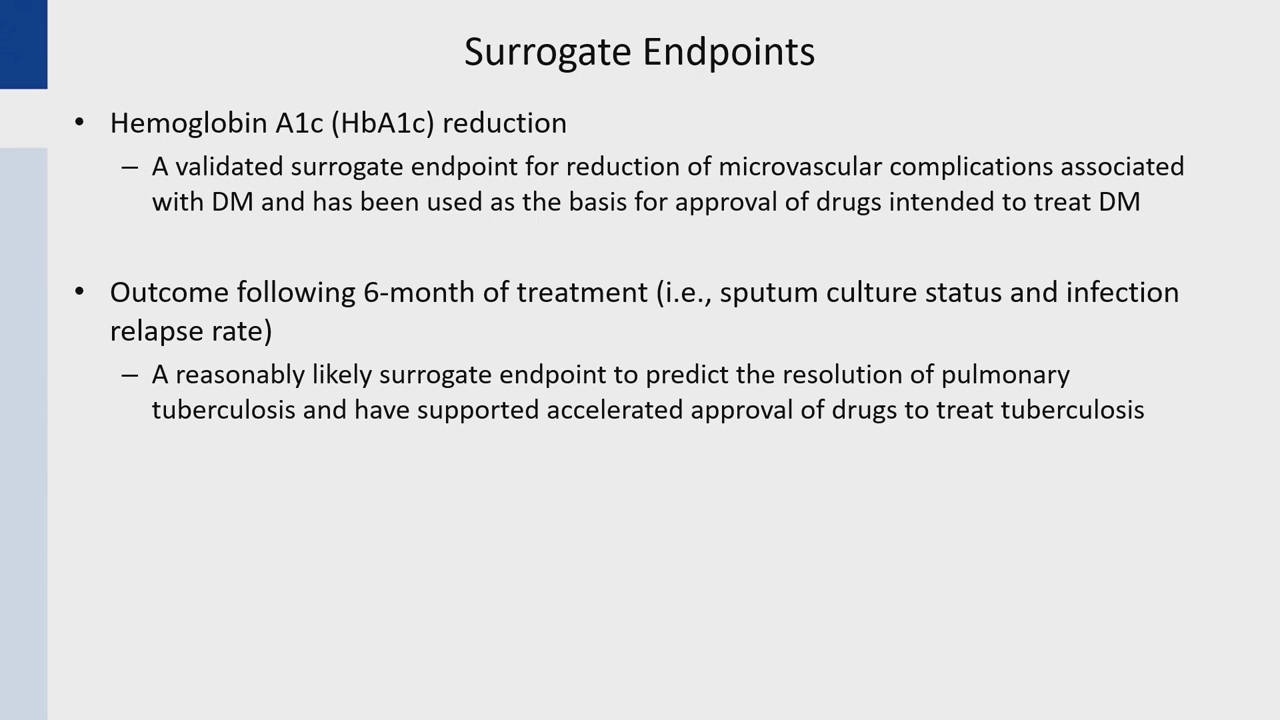 Surrogate Endpoints
• Hemoglobin A1c (HbA1c) reduction
– A validated surrogate endpoint for reduction of microvascular complications associated
with DM and has been used as the basis for approval of drugs intended to treat DM
• Outcome following 6-month of treatment (i.e., sputum culture status and infection
relapse rate)
– A reasonably likely surrogate endpoint to predict the resolution of pulmonary
tuberculosis and have supported accelerated approval of drugs to treat tuberculosis